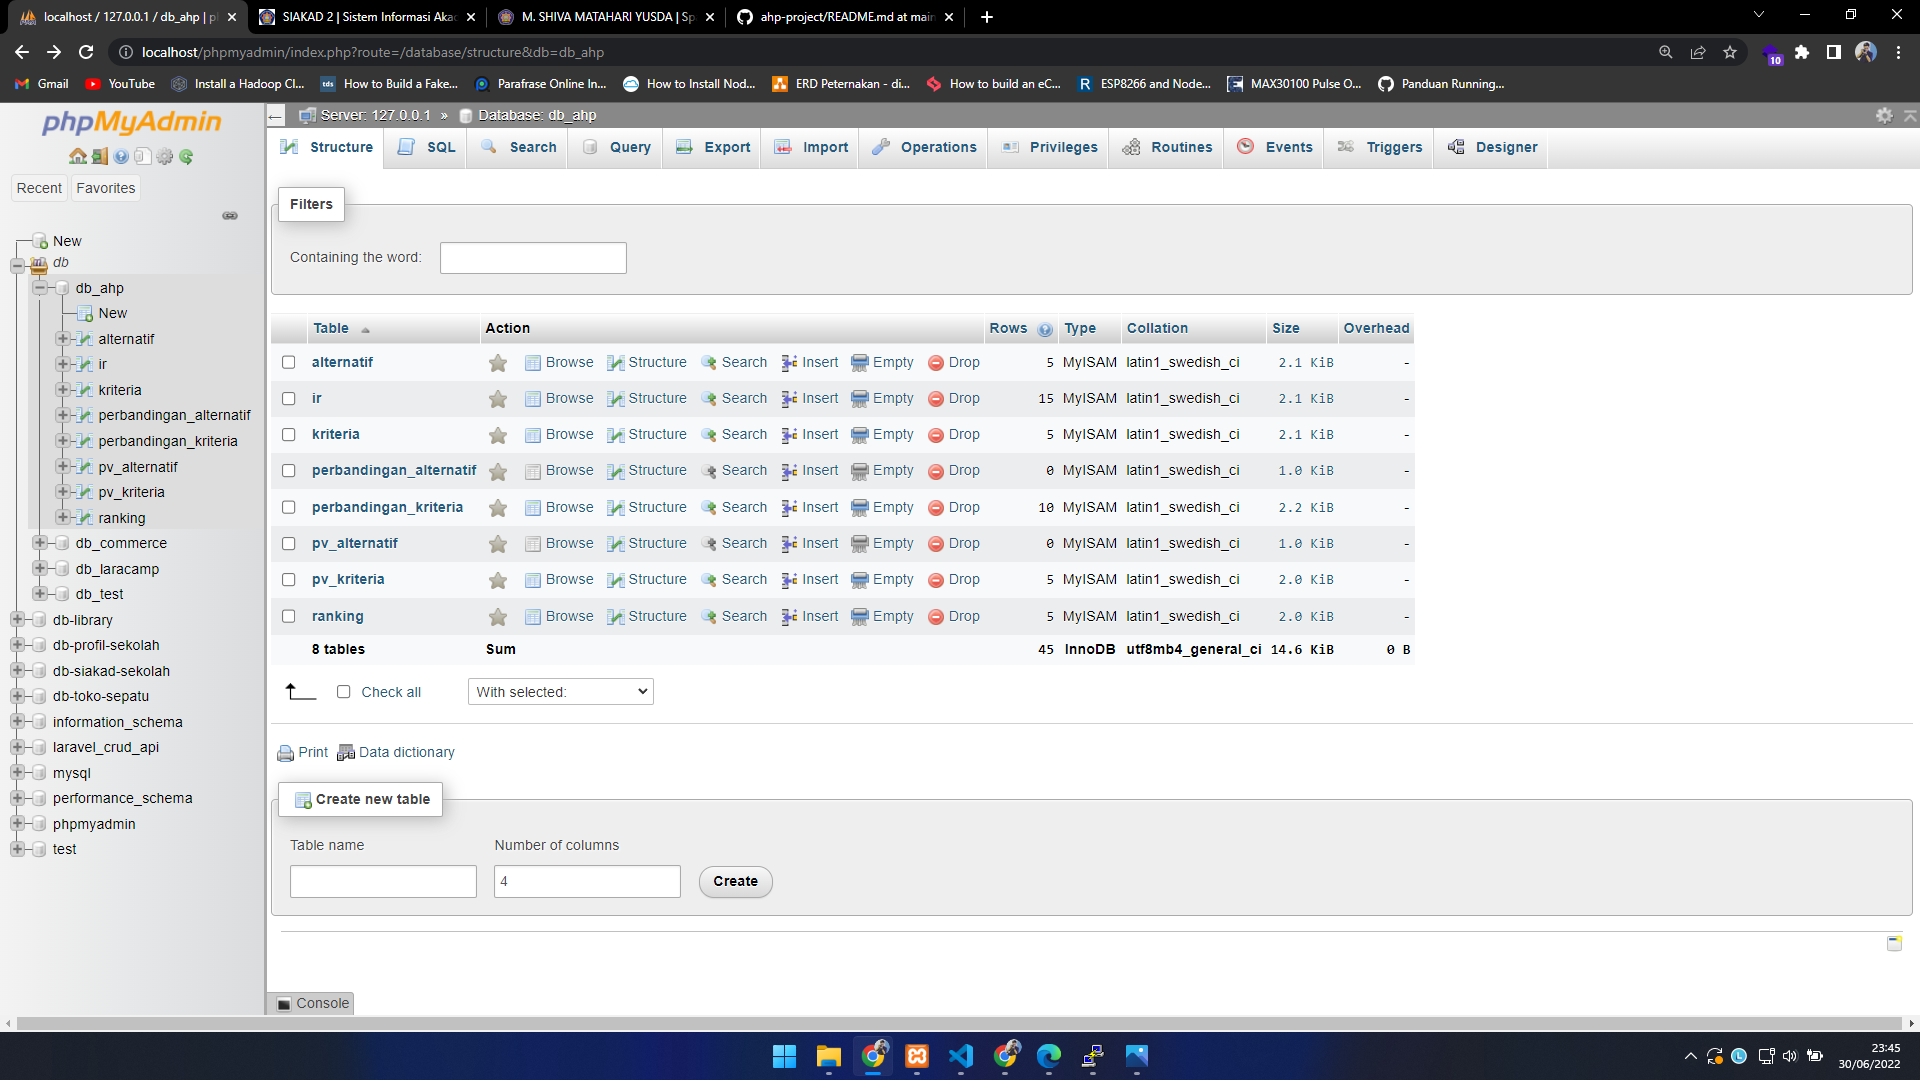 localhost / 127.0.0.1 / db_ahp | pl
SIAKAD 2 | Sistem Informasi Akad
M. SHIVA MATAHARI YUSDA | Sp
ahp-project/README.md at main
localhost/phpmyadmin/index.php?route=/database/structure&db=db_ahp
10
Gmail
YouTube
Install a Hadoop Cl...
tds
How to Build a Fake...
Parafrase Online In...
How to Install Nod...
ERD Peternakan - di...
How to build an eC...
R
ESP8266 and Node...
MAX30100 Pulse O...
Panduan Running...
phpMyAdmin
Recent
Favorites
New
db
db_ahp
New
alternatif
ir
kriteria
perbandingan_alternatif
perbandingan_kriteria
pv_alternatif
pv_kriteria
ranking
db_commerce
db_laracamp
db_test
db-library
db-profil-sekolah
db-siakad-sekolah
db-toko-sepatu
information_schema
laravel_crud_api
mysql
performance_schema
phpmyadmin
test
Server: 127.0.0.1 » Database: db_ahp
Structure SQL Search Query Export Import Operations Privileges Routines Events Triggers Designer
Filters
Containing the word:
Table Action Rows Type Collation Size Overhead
alternatif Browse Structure Search Insert Empty Drop 5 MyISAM latin1_swedish_ci 2.1 KiB -
ir Browse Structure Search Insert Empty Drop 15 MyISAM latin1_swedish_ci 2.1 KiB -
kriteria Browse Structure Search Insert Empty Drop 5 MyISAM latin1_swedish_ci 2.1 KiB -
perbandingan_alternatif Browse Structure Search Insert Empty Drop 0 MyISAM latin1_swedish_ci 1.0 KiB -
perbandingan_kriteria Browse Structure Search Insert Empty Drop 10 MyISAM latin1_swedish_ci 2.2 KiB -
pv_alternatif Browse Structure Search Insert Empty Drop 0 MyISAM latin1_swedish_ci 1.0 KiB -
pv_kriteria Browse Structure Search Insert Empty Drop 5 MyISAM latin1_swedish_ci 2.0 KiB -
ranking Browse Structure Search Insert Empty Drop 5 MyISAM latin1_swedish_ci 2.0 KiB -
8 tables Sum 45 InnoDB utf8mb4_general_ci 14.6 KiB 0 B
Check all
With selected:
Print Data dictionary
Create new table
Table name
Number of columns
4
Create
Console
23:45
30/06/2022